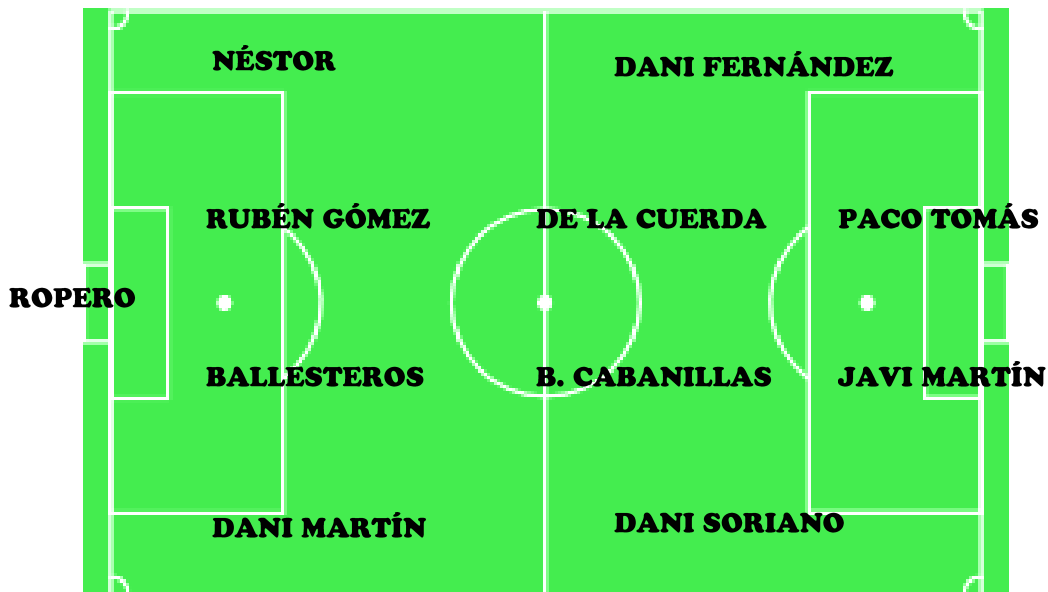 NÉSTOR
DANI FERNÁNDEZ
RUBÉN GÓMEZ
DE LA CUERDA
PACO TOMÁS
ROPERO
BALLESTEROS
B. CABANILLAS
JAVI MARTÍN
DANI MARTÍN
DANI SORIANO